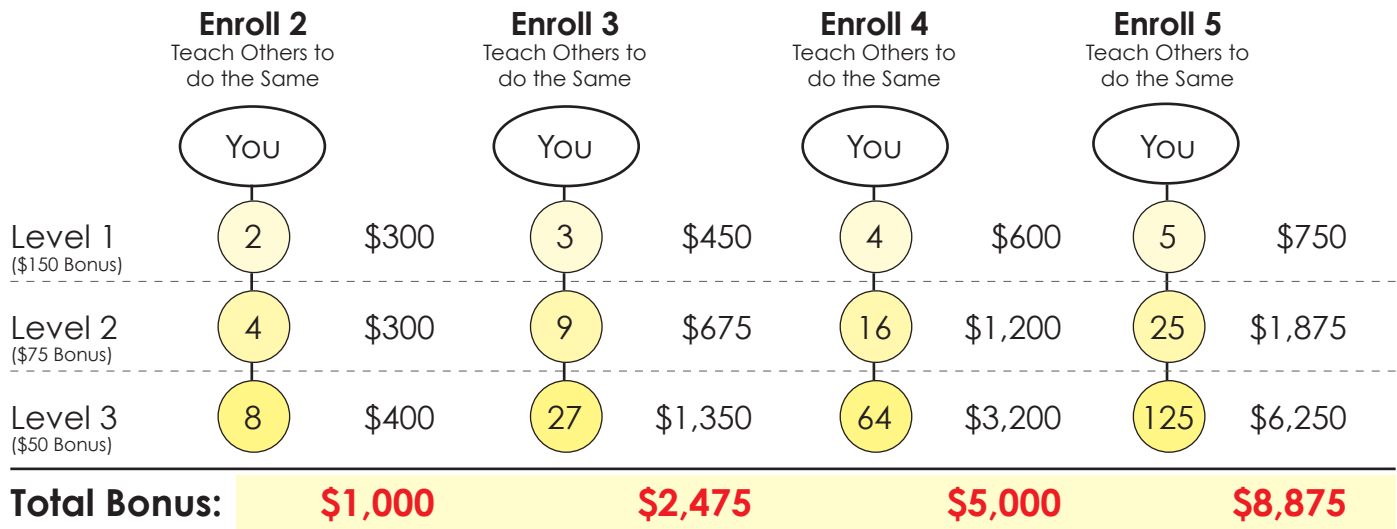 Enroll 2 Enroll 3 Enroll 4 Enroll 5
Teach Others to Teach Others to Teach Others to Teach Others to
do the Same do the Same do the Same do the Same
You You You You
Level 1 2 $300 3 $450 4 $600 5 $750
($150 Bonus)
Level 2 4 $300 9 $675 16 $1,200 25 $1,875
($75 Bonus)
Level 3 8 $400 27 $1,350 64 $3,200 125 $6,250
($50 Bonus)
Total Bonus: $1,000 $2,475 $5,000 $8,875